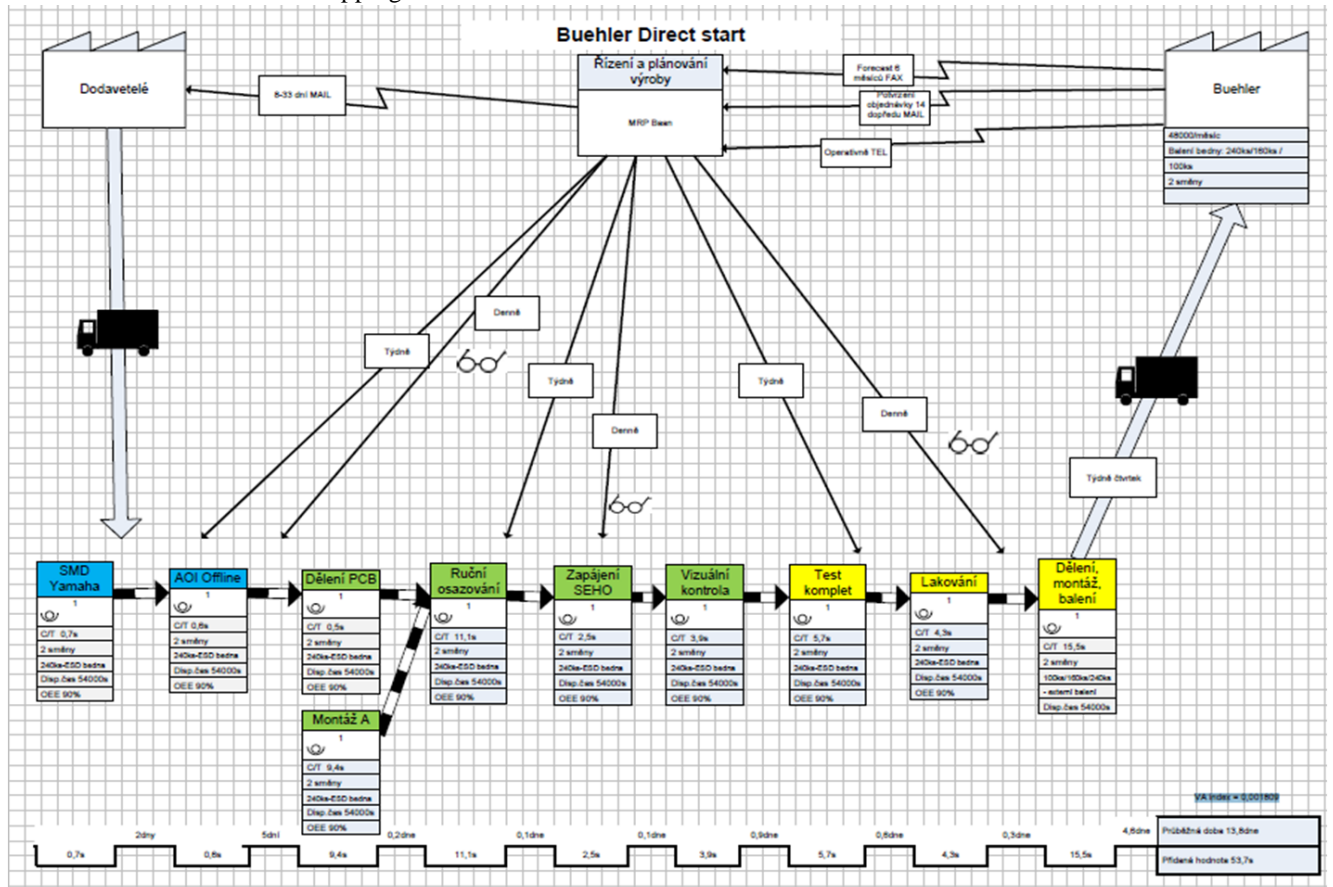 Buehler Direct start
Dodavetelé
8-33 dní MAIL
Řízení a plánování
výroby
MRP Baan
Forecast 6
měsíců FAX
Potvrzení
objednávky 14
dopředu MAIL
Operativně TEL
Buehler
48000/měsíc
Balení bedny: 240ks/160ks /
100ks
2 směny
Týdně
Denně
Týdně
Denně
Týdně
Denně
Týdně čtvrtek
SMD
Yamaha
1
C/T 0,7s
2 směny
240ks-ESD bedna
Disp.čas 54000s
OEE 90%
AOI Offline
1
C/T 0,6s
2 směny
240ks-ESD bedna
Disp.čas 54000s
OEE 90%
Dělení PCB
1
C/T 0,5s
2 směny
240ks-ESD bedna
Disp.čas 54000s
OEE 90%
Montáž A
1
C/T 9,4s
2 směny
240ks-ESD bedna
Disp.čas 54000s
OEE 90%
Ruční
osazování
1
C/T 11,1s
2 směny
240ks-ESD bedna
Disp.čas 54000s
OEE 90%
Zapájení
SEHO
1
C/T 2,5s
2 směny
240ks-ESD bedna
Disp.čas 54000s
OEE 90%
Vizuální
kontrola
1
C/T 3,9s
2 směny
240ks-ESD bedna
Disp.čas 54000s
OEE 90%
Test
komplet
1
C/T 5,7s
2 směny
240ks-ESD bedna
Disp.čas 54000s
OEE 90%
Lakování
1
C/T 4,3s
2 směny
240ks-ESD bedna
Disp.čas 54000s
OEE 90%
Dělení,
montáž,
balení
1
C/T 15,5s
2 směny
100ks/160ks/240ks
- externí balení
Disp.čas 54000s
VA Index = 0,001809
2dny 5dní 0,2dne 0,1dne 0,1dne 0,9dne 0,6dne 0,3dne 4,6dne
Průběžná doba 13,8dne
0,7s 0,6s 9,4s 11,1s 2,5s 3,9s 5,7s 4,3s 15,5s
Přidaná hodnota 53,7s